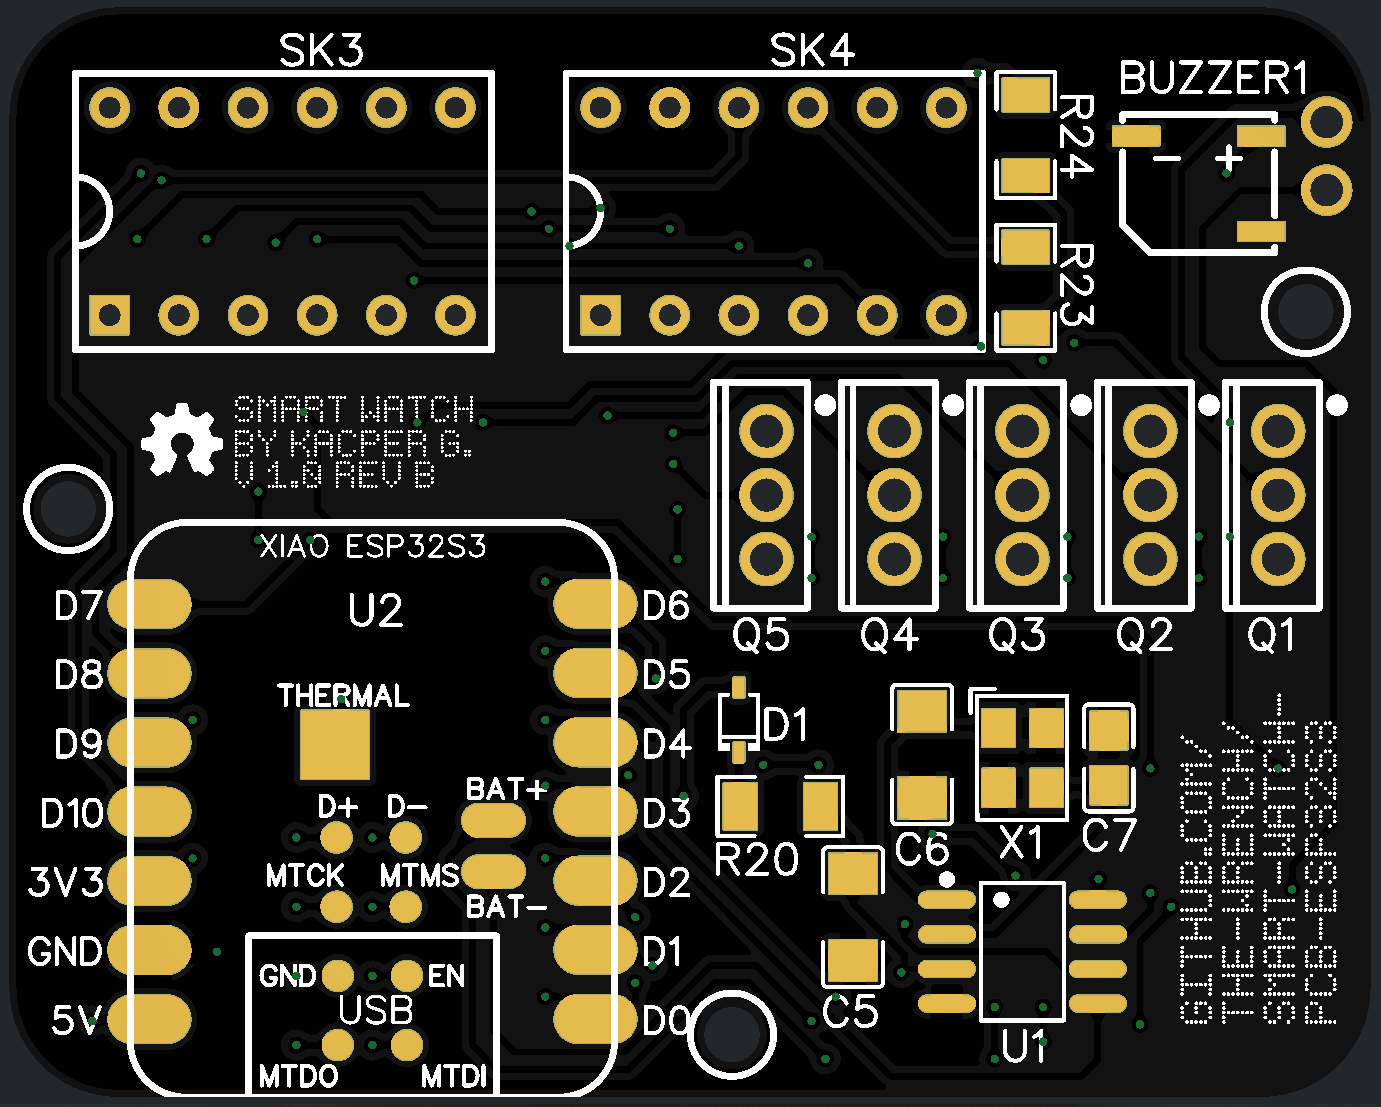 SK3
SK4
BUZZER1
R24
- +
R23
SMART WATCH
BY KACPER G.
V 1.0 REV B
XIAO ESP32S3
U2
D7
D8
D9
D10
3V3
GND
5V
D6
D5
D4
D3
D2
D1
D0
THERMAL
BAT+
D+
D-
MTCK
MTMS
BAT-
GND
EN
USB
MTDO
MTDI
Q5
Q4
Q3
Q2
Q1
D1
R20
C6
X1
C7
C5
U1
GITHUB.COM/
THE-WRENCH/
SMART-WATCH-
PCB-ESP32S3